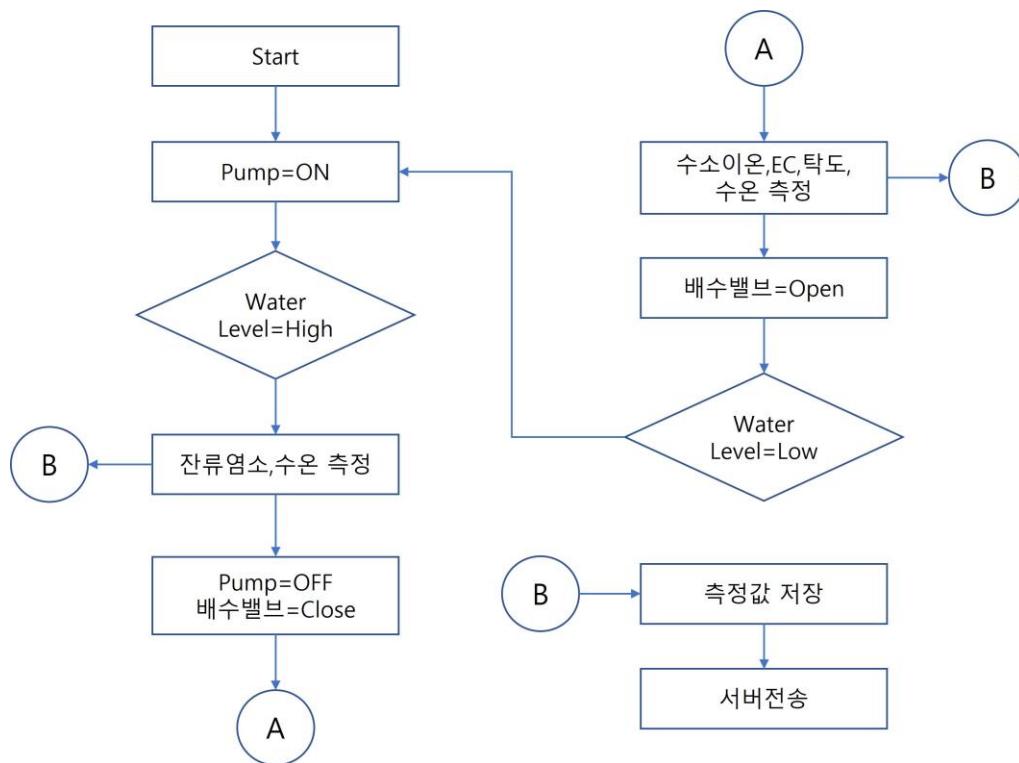 Start
Pump=ON
Water
Level=High
B
잔류염소,수온 측정
Pump=OFF
배수밸브=Close
A
A
수소이온,EC,탁도,
수온 측정
B
배수밸브=Open
Water
Level=Low
B
측정값 저장
서버전송